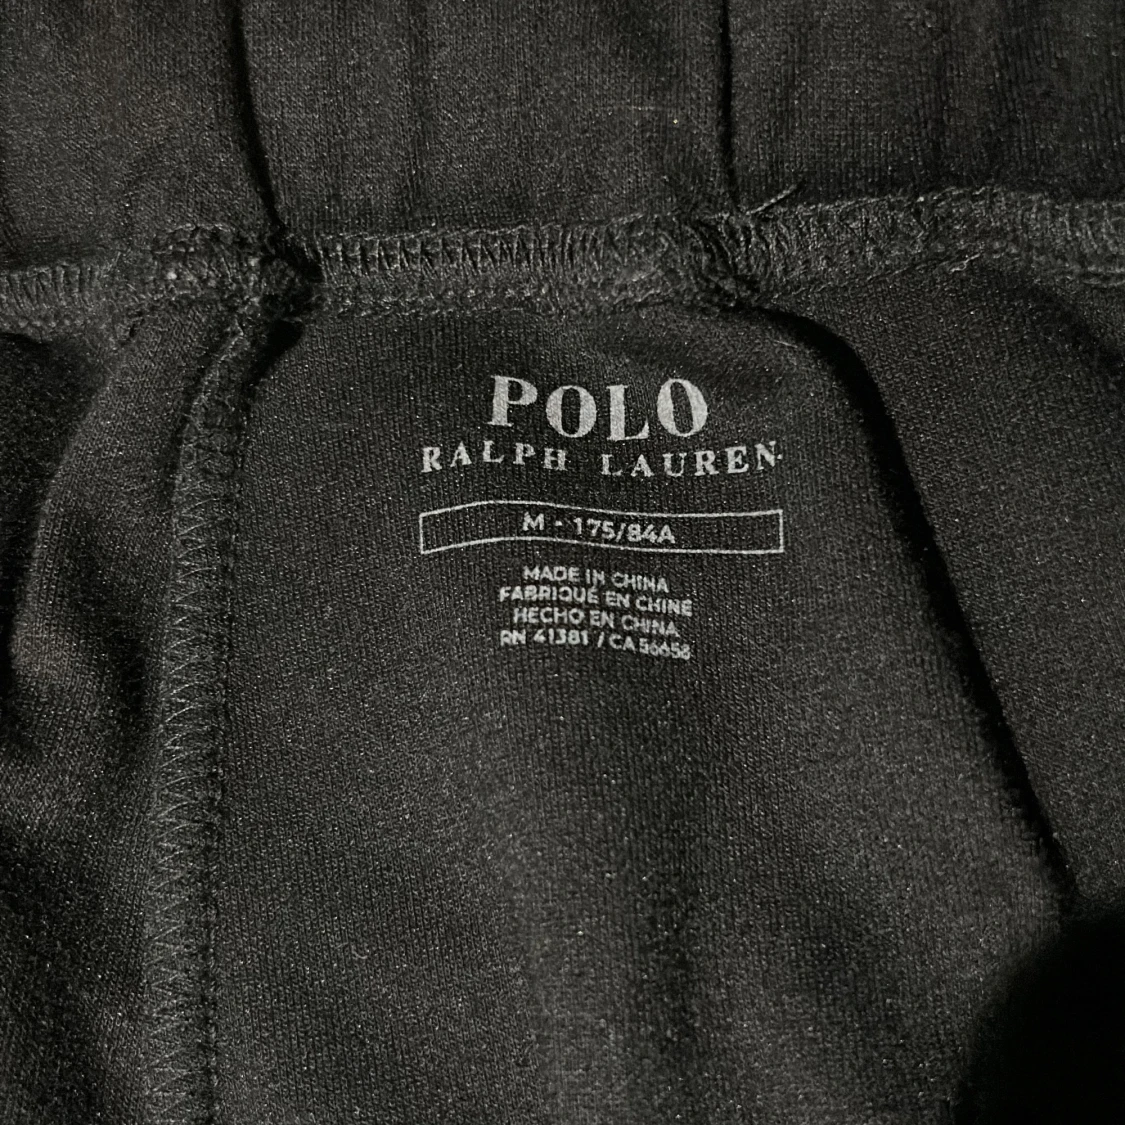 POLO
RALPH LAUREN
M - 175/84A
MADE IN CHINA
FABRIQUÉ EN CHINE
HECHO EN CHINA
RN 41381 / CA 56658